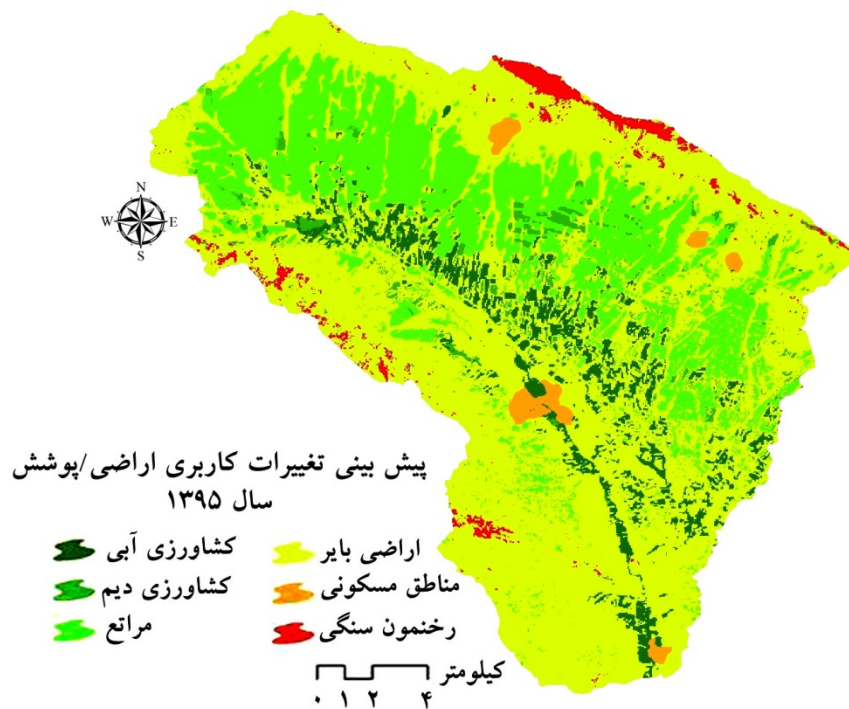 N
W E
S
پیش بینی تغییرات کاربری اراضی/پوشش
سال ۱۳۹۵
اراضی بایر
مناطق مسکونی
رخنمون سنگی
کشاورزی آبی
کشاورزی دیم
مراتع
کیلومتر
۰ ۱ ۲ ۴